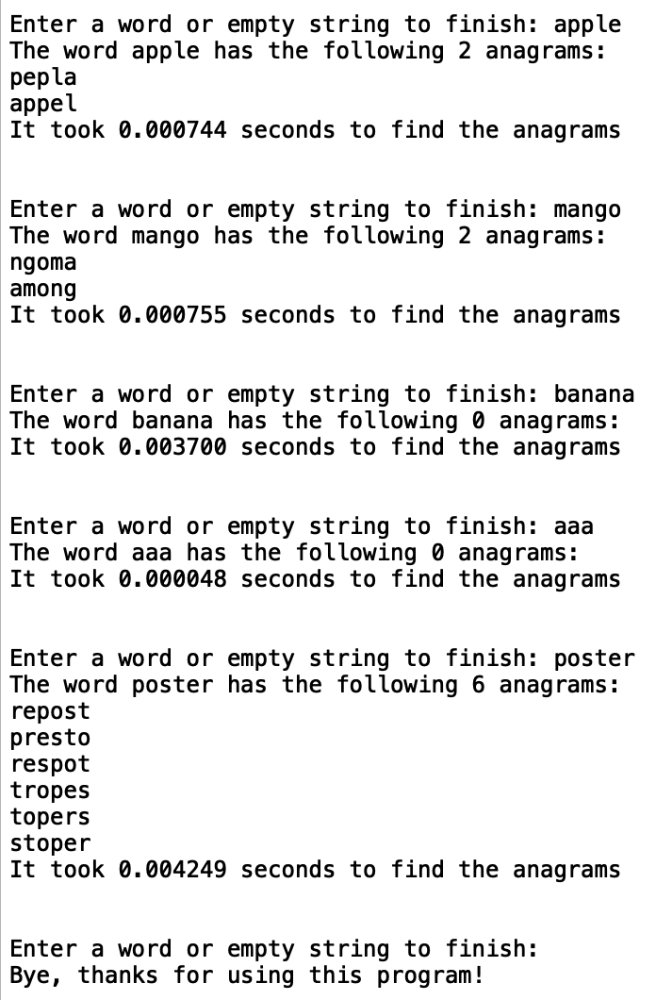 Enter a word or empty string to finish: apple
The word apple has the following 2 anagrams:
pepla
appel
It took 0.000744 seconds to find the anagrams
Enter a word or empty string to finish: mango
The word mango has the following 2 anagrams:
ngoma
among
It took 0.000755 seconds to find the anagrams
Enter a word or empty string to finish: banana
The word banana has the following 0 anagrams:
It took 0.003700 seconds to find the anagrams
Enter a word or empty string to finish: aaa
The word aaa has the following 0 anagrams:
It took 0.000048 seconds to find the anagrams
Enter a word or empty string to finish: poster
The word poster has the following 6 anagrams:
repost
presto
respot
tropes
topers
stoper
It took 0.004249 seconds to find the anagrams
Enter a word or empty string to finish:
Bye, thanks for using this program!